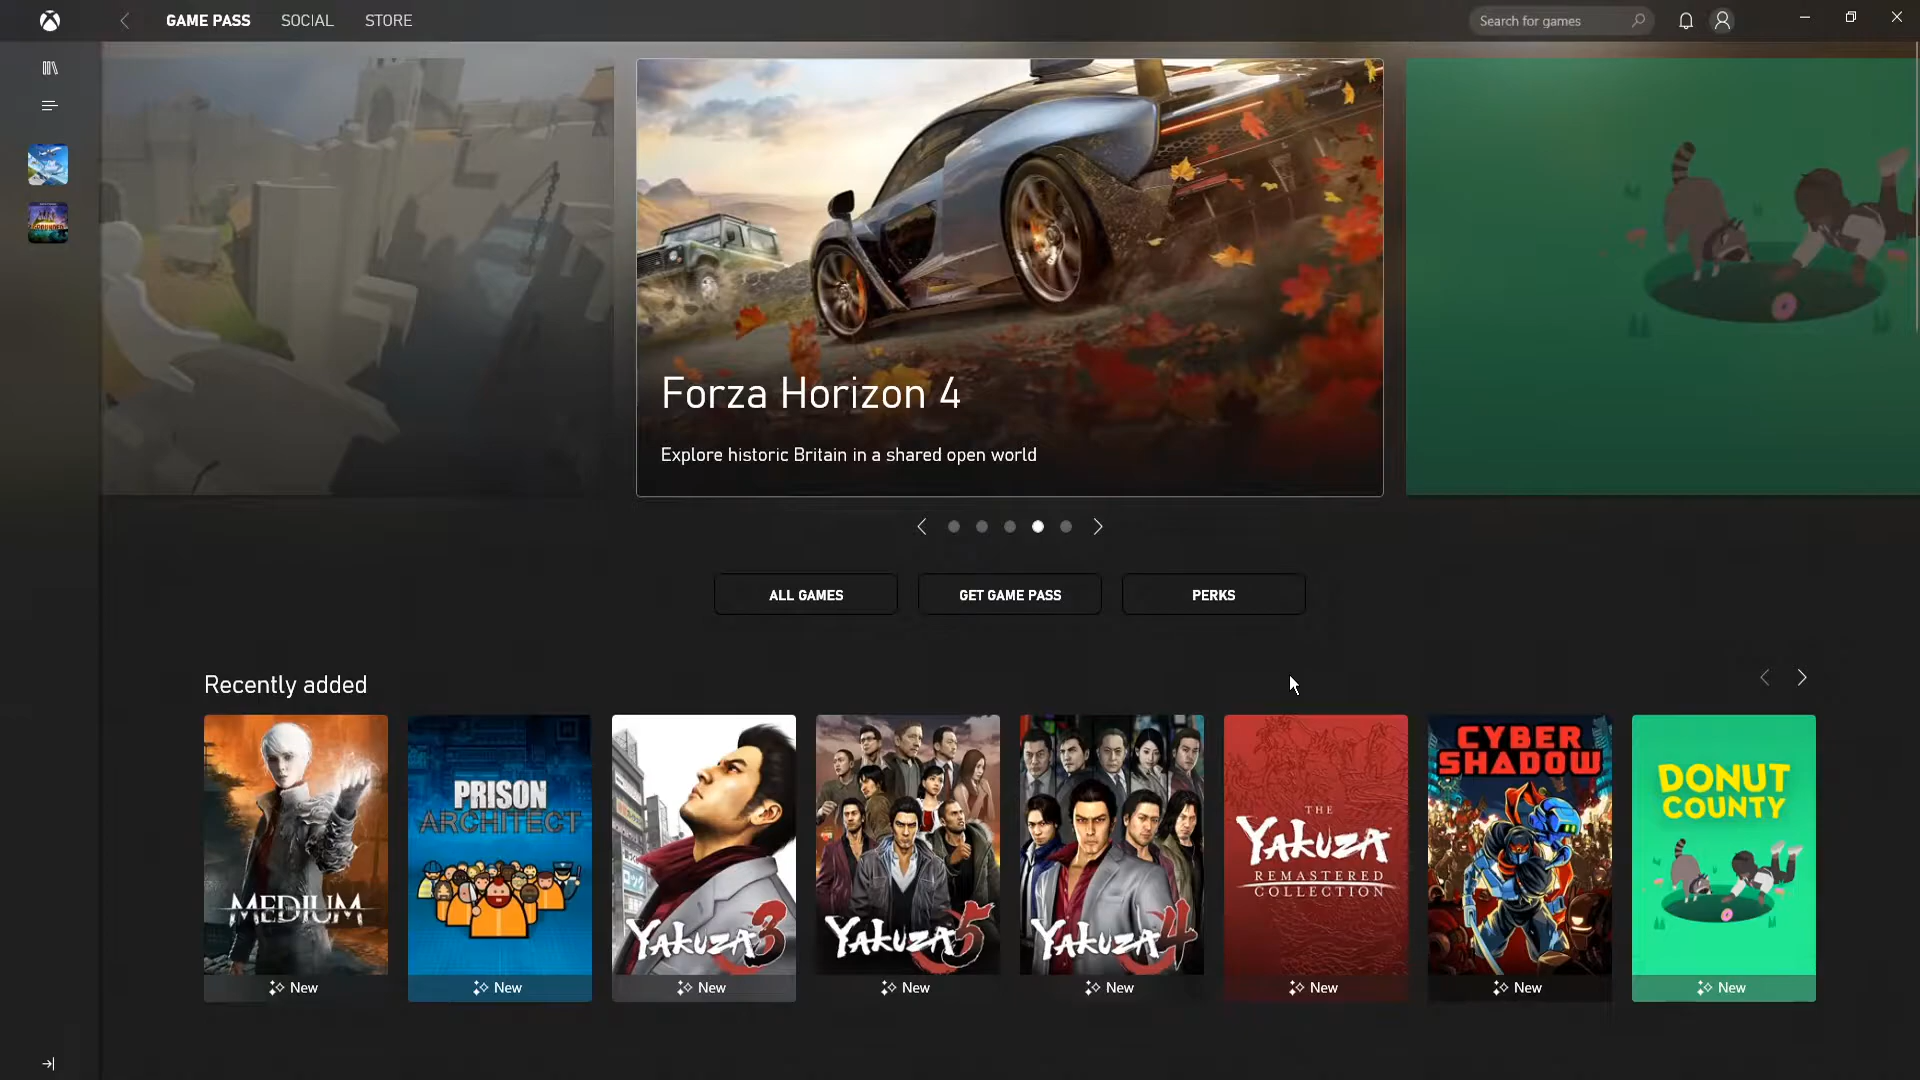 GAME PASS SOCIAL STORE Search for games
GROUNDED
Forza Horizon 4
Explore historic Britain in a shared open world
ALL GAMES GET GAME PASS PERKS
Recently added
MEDIUM
New
PRISON
ARCHITECT
New
YAKUZA 3
New
YAKUZA 5
New
YAKUZA 4
New
THE
YAKUZA
REMASTERED
COLLECTION
New
CYBER
SHADOW
New
DONUT
COUNTY
New